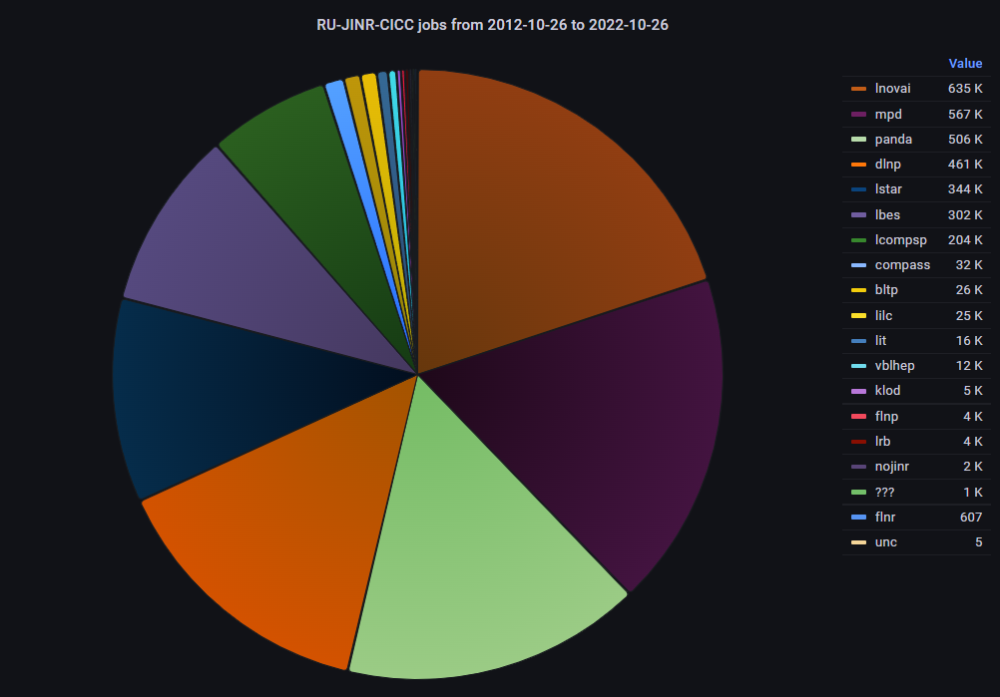 RU-JINR-CICC jobs from 2012-10-26 to 2022-10-26
Value
lnovai 635 K
mpd 567 K
panda 506 K
dlnp 461 K
lstar 344 K
lbes 302 K
lcompsp 204 K
compass 32 K
bltp 26 K
lilc 25 K
lit 16 K
vblhep 12 K
klod 5 K
flnp 4 K
lrb 4 K
nojinr 2 K
??? 1 K
flnr 607
unc 5